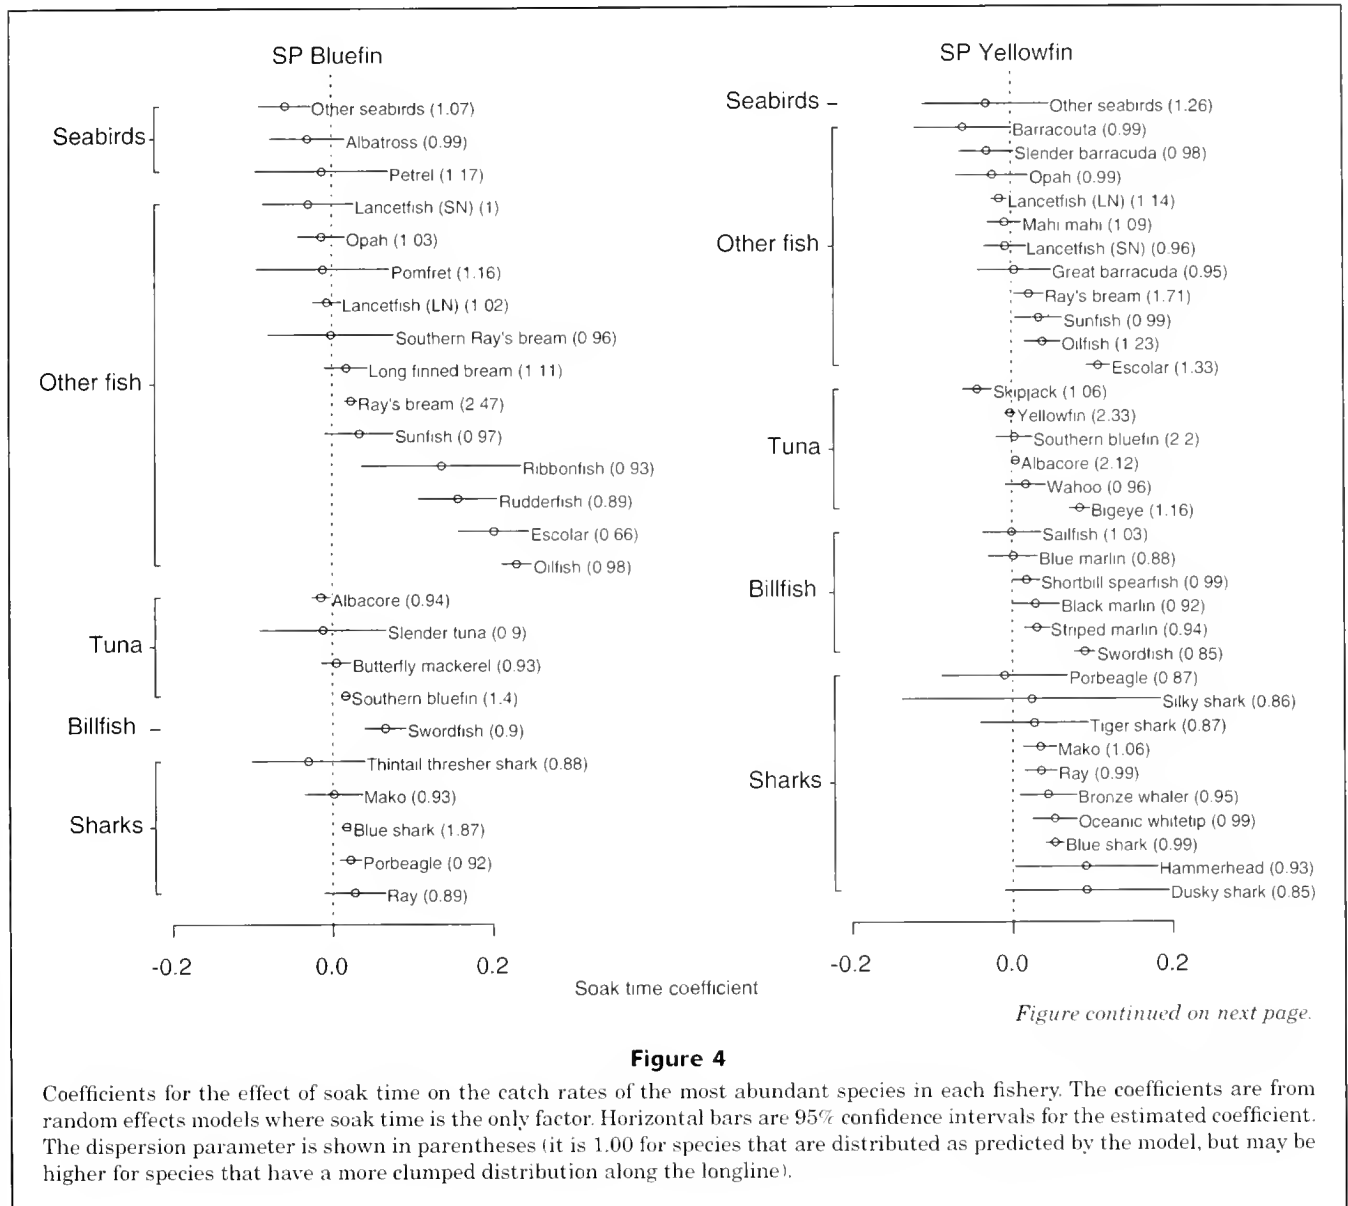 SP Bluefin
Seabirds
Other seabirds (1.07)
Albatross (0.99)
Petrel (1 17)
Other fish
Lancetfish (SN) (1)
Opah (1 03)
Pomfret (1.16)
Lancetfish (LN) (1 02)
Southern Ray's bream (0 96)
Long finned bream (1 11)
Ray's bream (2 47)
Sunfish (0 97)
Ribbonfish (0 93)
Rudderfish (0.89)
Escolar (0 66)
Oilfish (0 98)
Tuna
Albacore (0.94)
Slender tuna (0 9)
Butterfly mackerel (0.93)
Southern bluefin (1.4)
Billfish
Swordfish (0.9)
Sharks
Thintail thresher shark (0.88)
Mako (0.93)
Blue shark (1.87)
Porbeagle (0 92)
Ray (0.89)
-0.2 0.0 0.2
SP Yellowfin
Seabirds
Other seabirds (1.26)
Other fish
Barracouta (0.99)
Slender barracuda (0 98)
Opah (0.99)
Lancetfish (LN) (1 14)
Mahi mahi (1 09)
Lancetfish (SN) (0.96)
Great barracuda (0.95)
Ray's bream (1.71)
Sunfish (0 99)
Oilfish (1 23)
Escolar (1.33)
Tuna
Skipjack (1 06)
Yellowfin (2.33)
Southern bluefin (2 2)
Albacore (2.12)
Wahoo (0 96)
Bigeye (1.16)
Billfish
Sailfish (1 03)
Blue marlin (0.88)
Shortbill spearfish (0 99)
Black marlin (0 92)
Striped marlin (0.94)
Swordfish (0 85)
Sharks
Porbeagle (0 87)
Silky shark (0.86)
Tiger shark (0.87)
Mako (1.06)
Ray (0.99)
Bronze whaler (0.95)
Oceanic whitetip (0 99)
Blue shark (0.99)
Hammerhead (0.93)
Dusky shark (0.85)
-0.2 0.0 0.2
Soak time coefficient
Figure continued on next page.
Figure 4
Coefficients for the effect of soak time on the catch rates of the most abundant species in each fishery. The coefficients are from
random effects models where soak time is the only factor. Horizontal bars are 95% confidence intervals for the estimated coefficient.
The dispersion parameter is shown in parentheses (it is 1.00 for species that are distributed as predicted by the model, but may be
higher for species that have a more clumped distribution along the longline).